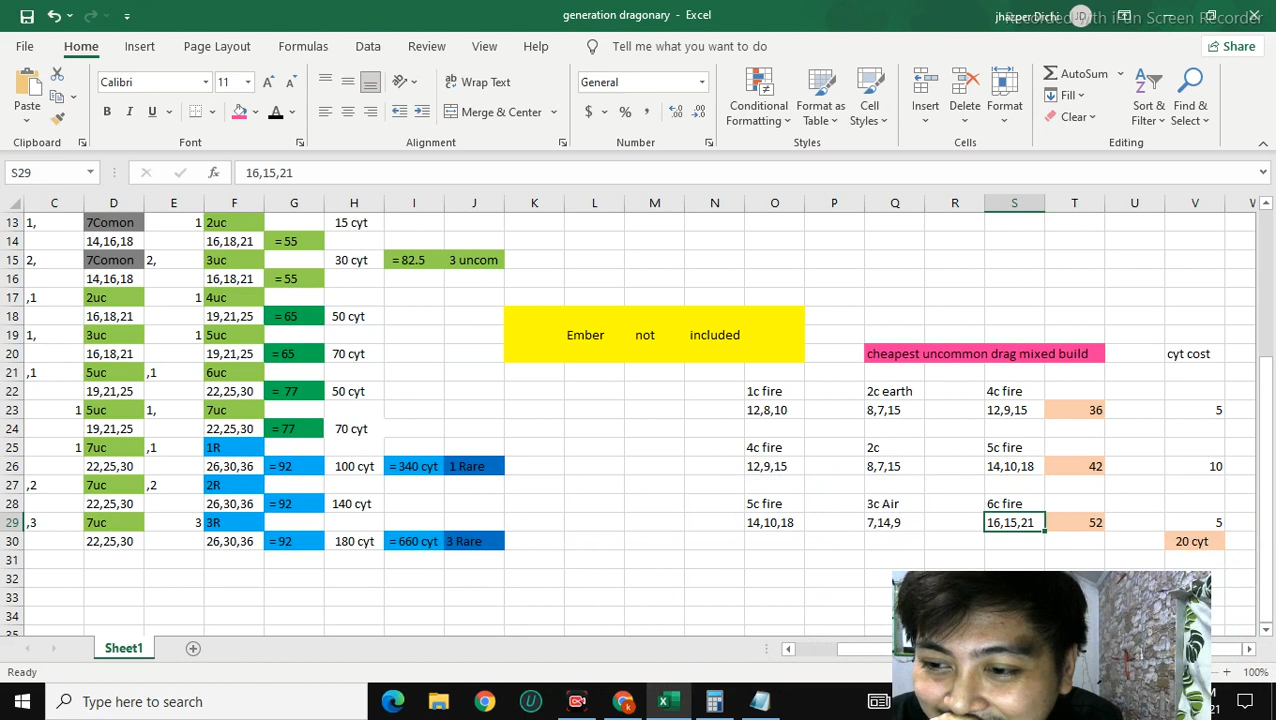 generation dragonary - Excel
jhazper Dichi
JD
Recorded with iFun Screen Recorder
File Home Insert Page Layout Formulas Data Review View Help Tell me what you want to do Share
Paste
Calibri 11
B I U
Wrap Text
Merge & Center
General
$ % ,
Conditional Formatting
Format as Table
Cell Styles
Insert Delete Format
AutoSum
Fill
Clear
Sort & Filter
Find & Select
Clipboard Font Alignment Number Styles Cells Editing
S29 fx 16,15,21
C D E F G H I J K L M N O P Q R S T U V W
13 1, 7Comon 1 2uc 15 cyt
14 14,16,18 16,18,21 = 55
15 2, 7Comon 2, 3uc 30 cyt = 82.5 3 uncom
16 14,16,18 16,18,21 = 55
17 ,1 2uc 1 4uc
18 16,18,21 19,21,25 = 65 50 cyt
19 1, 3uc 1 5uc Ember not included
20 16,18,21 19,21,25 = 65 70 cyt cheapest uncommon drag mixed build cyt cost
21 ,1 5uc ,1 6uc
22 19,21,25 22,25,30 = 77 50 cyt 1c fire 2c earth 4c fire
23 1 5uc 1, 7uc 12,8,10 8,7,15 12,9,15 36 5
24 19,21,25 22,25,30 = 77 70 cyt
25 1 7uc ,1 1R 4c fire 2c 5c fire
26 22,25,30 26,30,36 = 92 100 cyt = 340 cyt 1 Rare 12,9,15 8,7,15 14,10,18 42 10
27 ,2 7uc ,2 2R
28 22,25,30 26,30,36 = 92 140 cyt 5c fire 3c Air 6c fire
29 ,3 7uc 3 3R 14,10,18 7,14,9 16,15,21 52 5
30 22,25,30 26,30,36 = 92 180 cyt = 660 cyt 3 Rare 20 cyt
31
32
33
34
35
Sheet1
Ready
100%
Type here to search